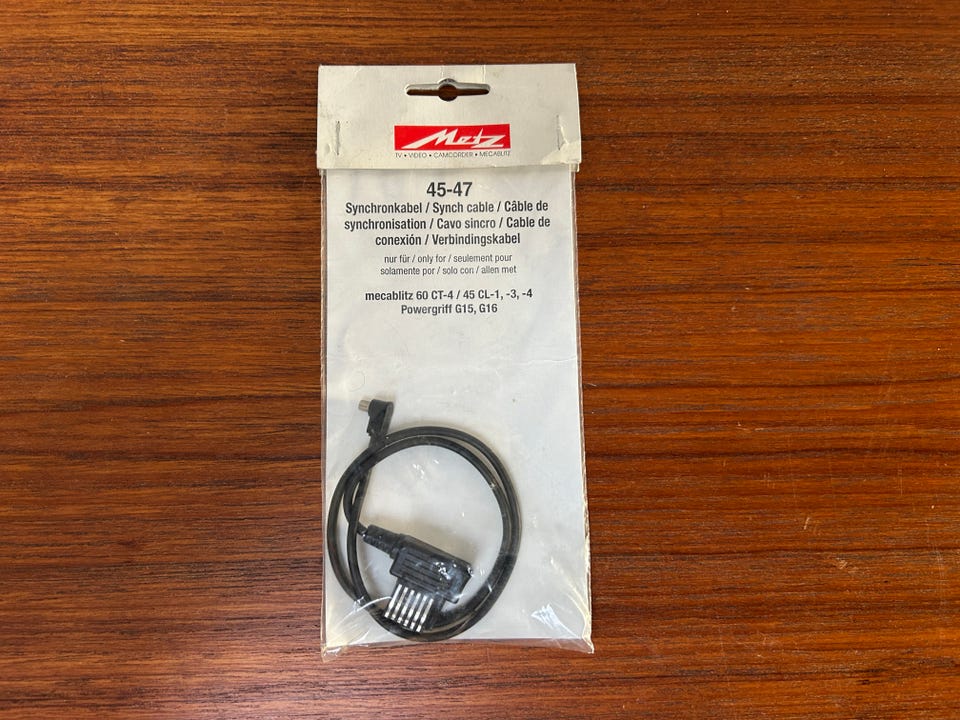 Metz
TV • VIDEO • CAMCORDER • MECABLITZ
45-47
Synchronkabel / Synch cable / Câble de
synchronisation / Cavo sincro / Cable de
conexión / Verbindingskabel
nur für / only for / seulement pour
solamente por / solo con / allen met
mecablitz 60 CT-4 / 45 CL-1, -3, -4
Powergriff G15, G16